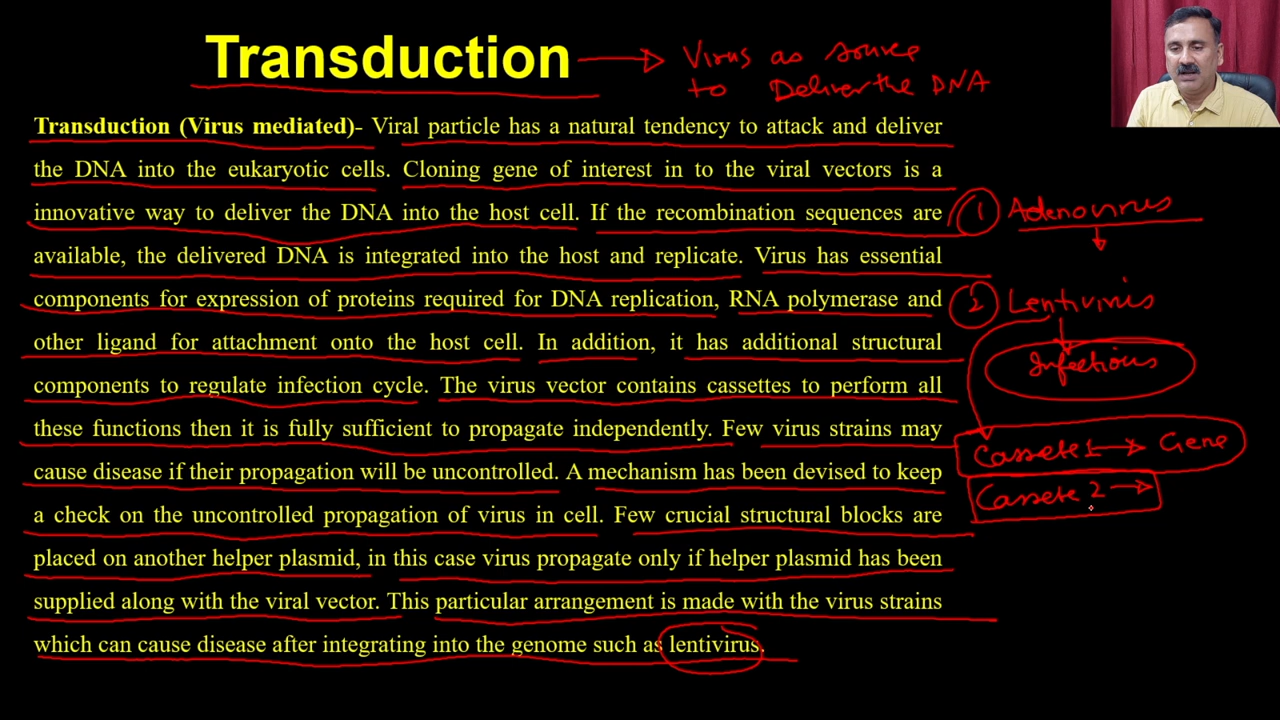 Transduction
Virus as source
to Deliver the DNA
Transduction (Virus mediated)- Viral particle has a natural tendency to attack and deliver
the DNA into the eukaryotic cells. Cloning gene of interest in to the viral vectors is a
innovative way to deliver the DNA into the host cell. If the recombination sequences are
available, the delivered DNA is integrated into the host and replicate. Virus has essential
components for expression of proteins required for DNA replication, RNA polymerase and
other ligand for attachment onto the host cell. In addition, it has additional structural
components to regulate infection cycle. The virus vector contains cassettes to perform all
these functions then it is fully sufficient to propagate independently. Few virus strains may
cause disease if their propagation will be uncontrolled. A mechanism has been devised to keep
a check on the uncontrolled propagation of virus in cell. Few crucial structural blocks are
placed on another helper plasmid, in this case virus propagate only if helper plasmid has been
supplied along with the viral vector. This particular arrangement is made with the virus strains
which can cause disease after integrating into the genome such as lentivirus.
1 Adenovirus
2 Lentivirus
Infectious
Cassete 1 Gene
Cassete 2